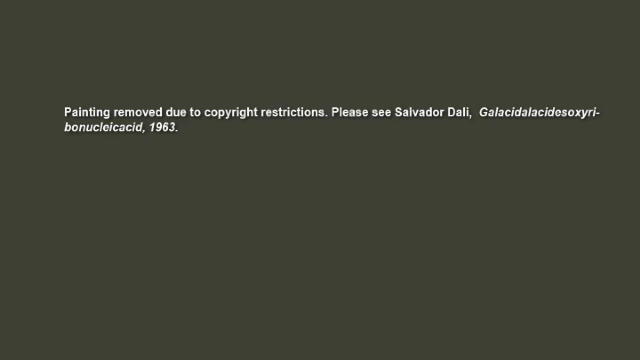 Painting removed due to copyright restrictions. Please see Salvador Dali, Galacidalacidesoxyri-
bonucleicacid, 1963.